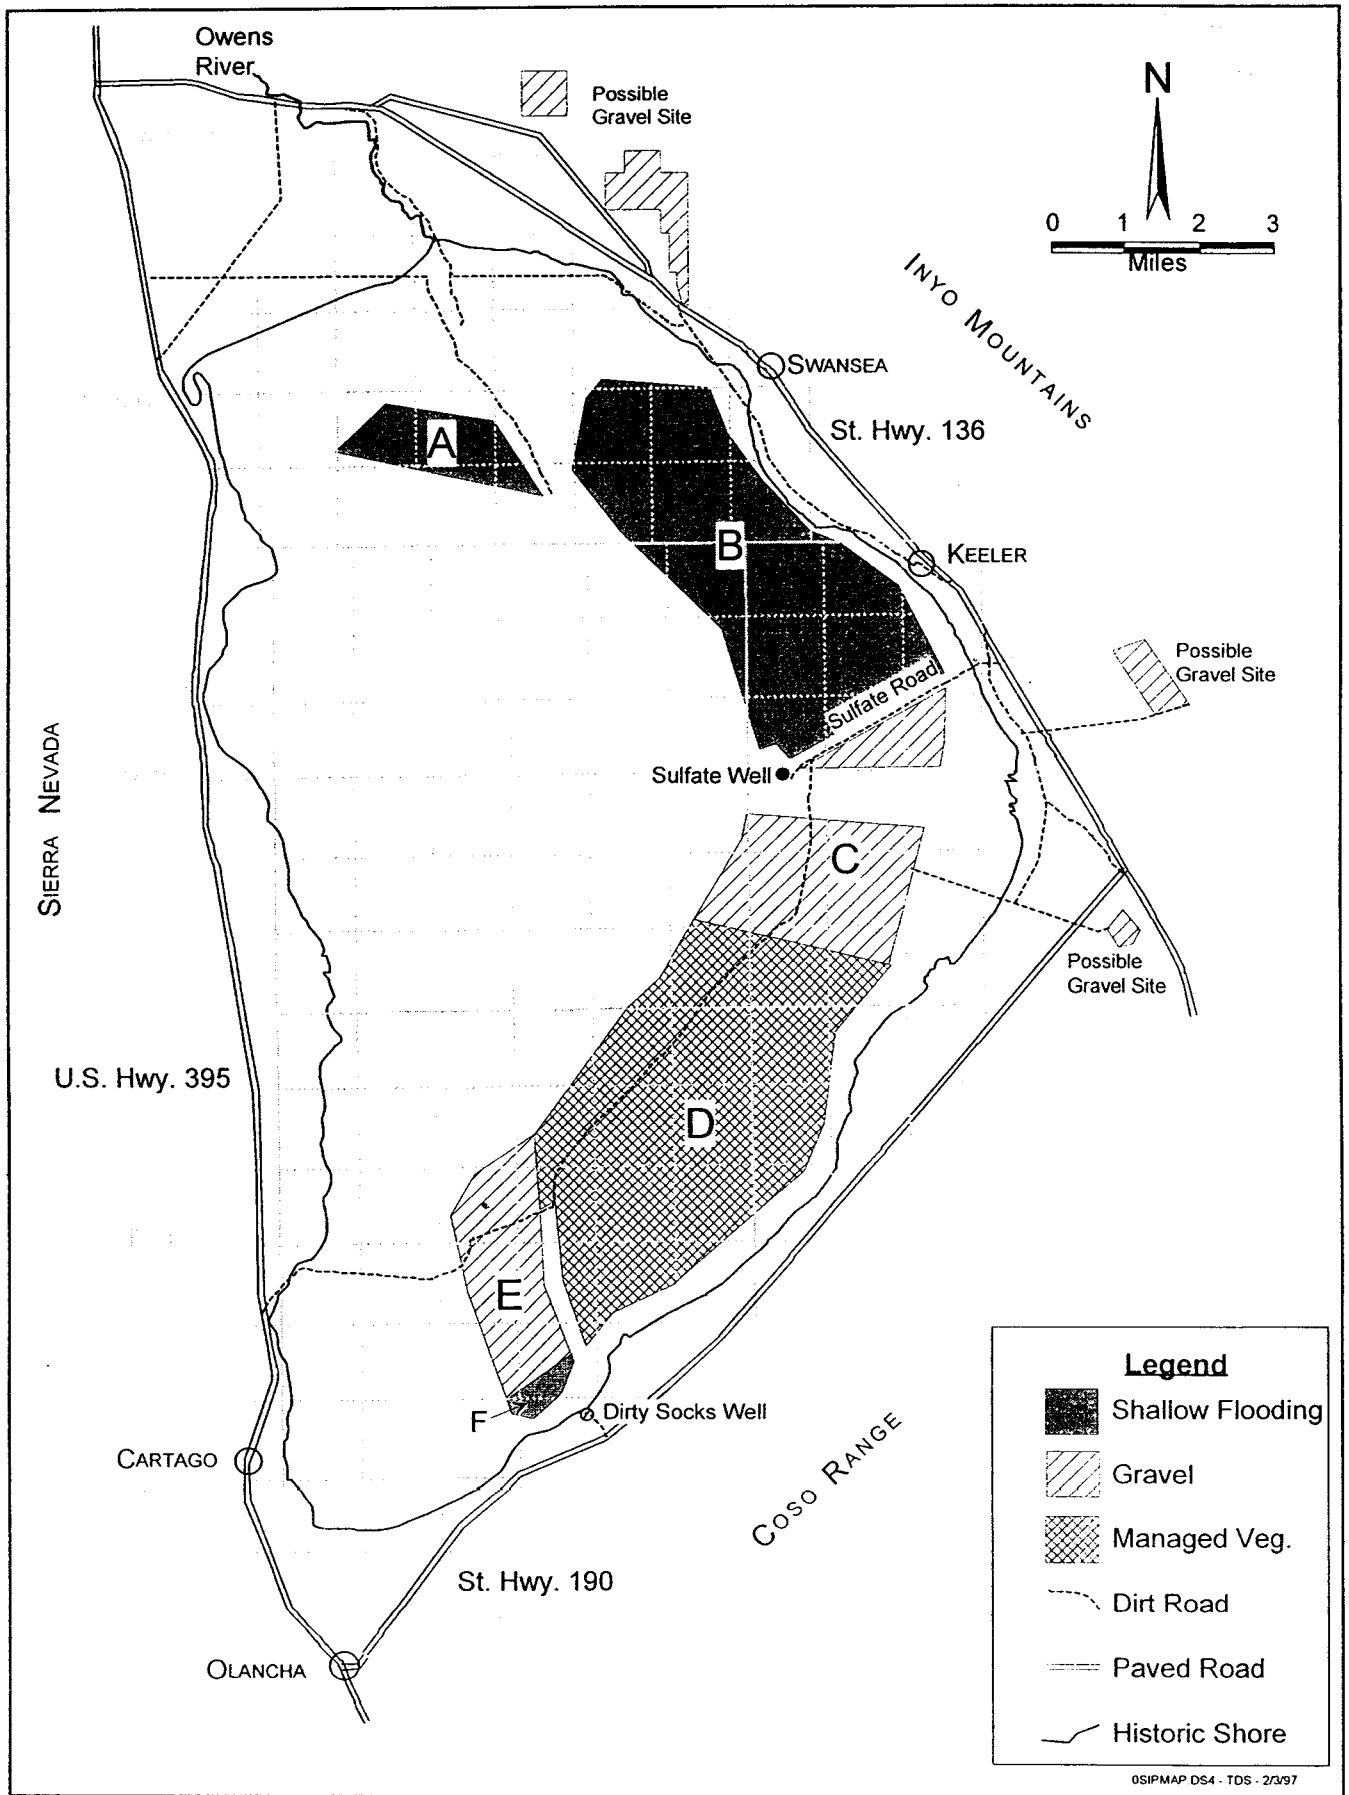 Owens
River
Possible
Gravel Site
N
0 1 2 3
Miles
INYO MOUNTAINS
SWANSEA
St. Hwy. 136
A
B
KEELER
Possible
Gravel Site
Sulfate Road
Sulfate Well
SIERRA NEVADA
C
Possible
Gravel Site
U.S. Hwy. 395
D
E
F
Dirty Socks Well
CARTAGO
COSO RANGE
St. Hwy. 190
OLANCHA
Legend
Shallow Flooding
Gravel
Managed Veg.
Dirt Road
Paved Road
Historic Shore
0SIPMAP DS4 - TDS - 2/3/97